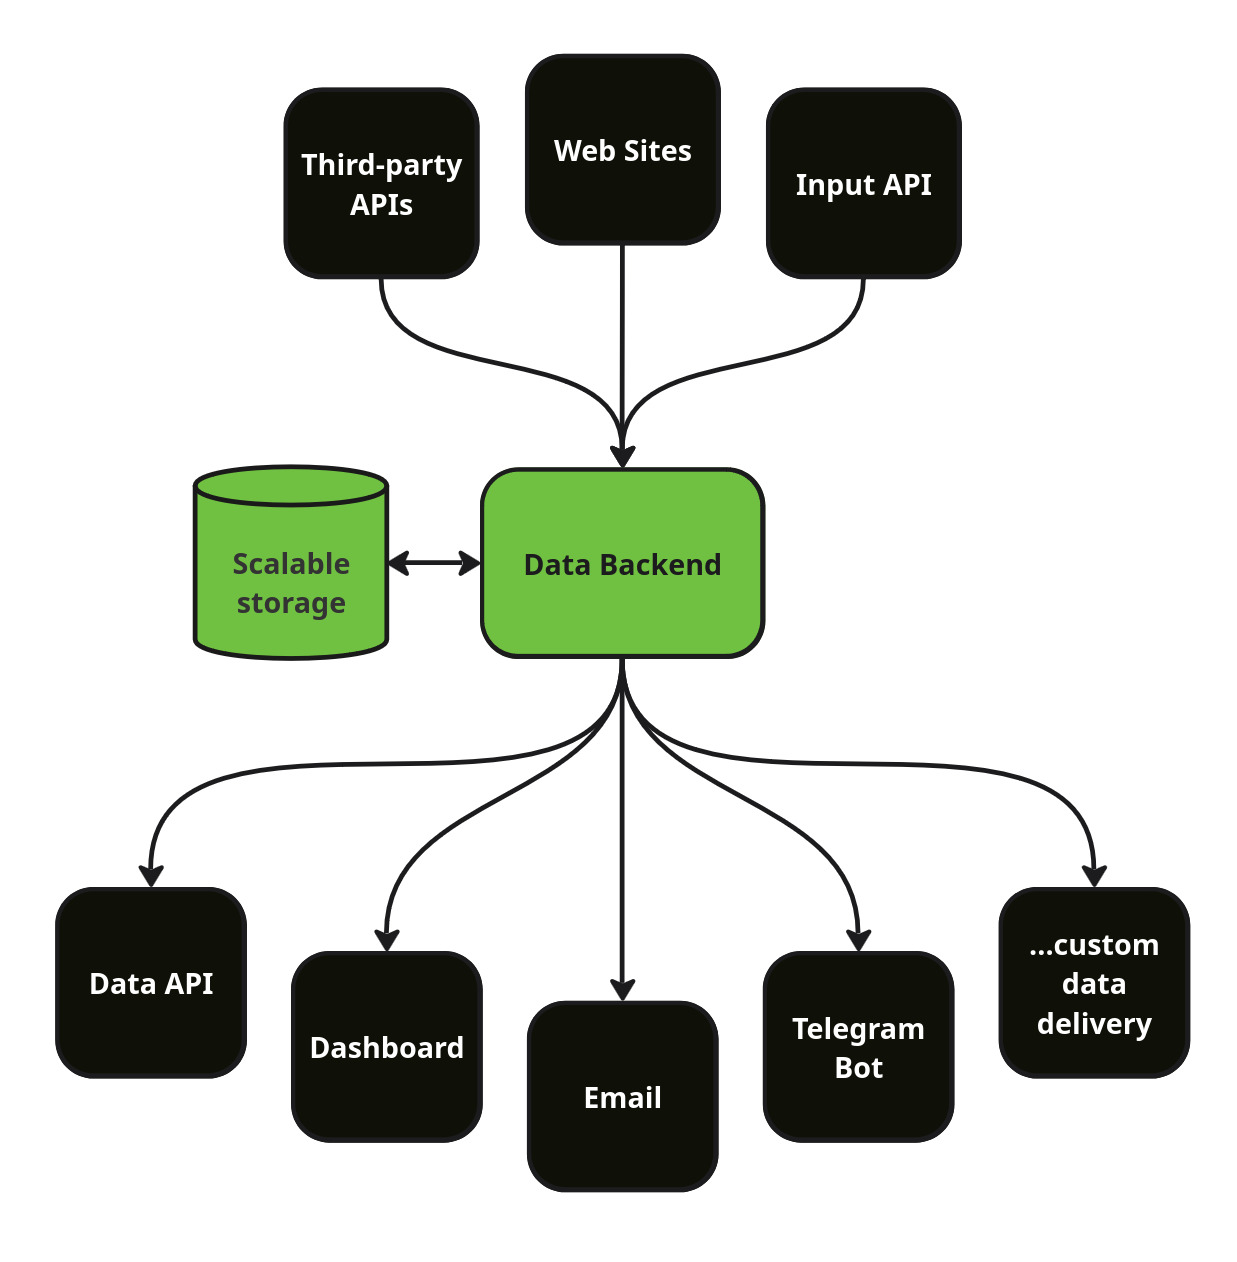 Third-party
APIs
Web Sites
Input API
Scalable
storage
Data Backend
Data API
Dashboard
Email
Telegram
Bot
...custom
data
delivery